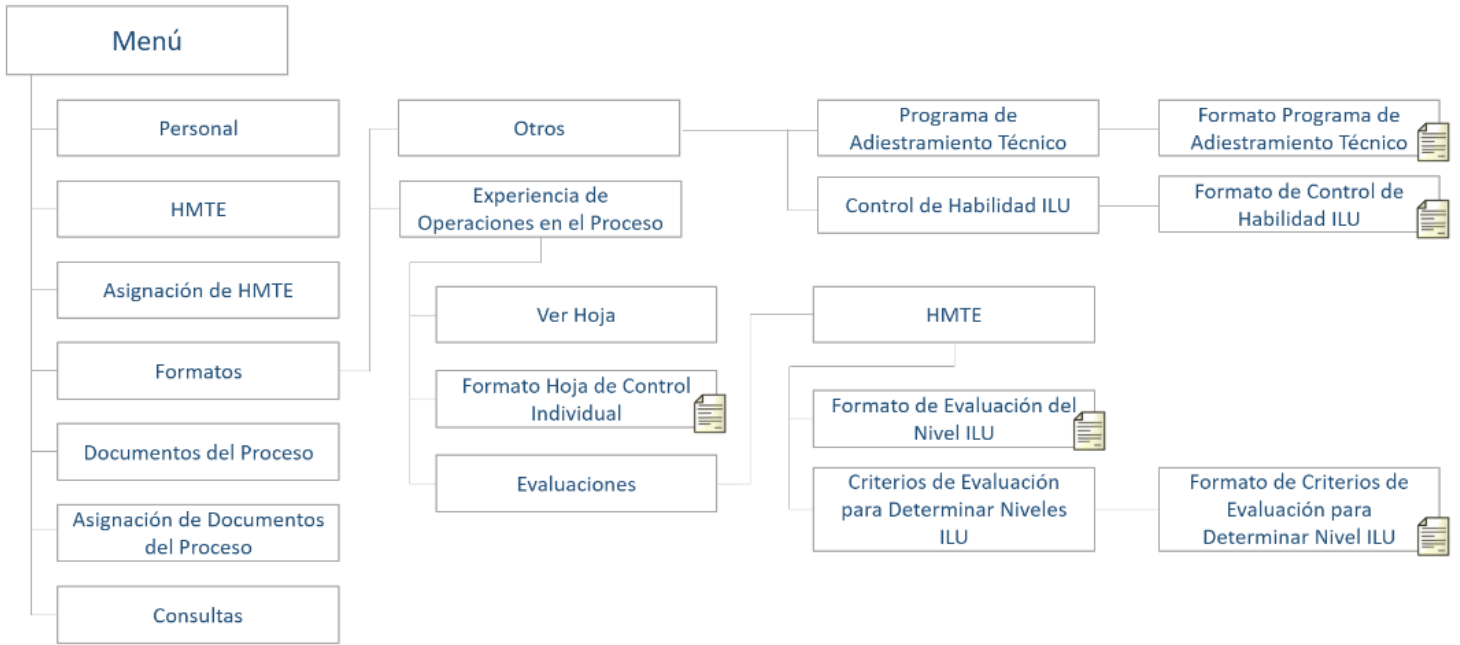 Menú
Personal
HMTE
Asignación de HMTE
Formatos
Documentos del Proceso
Asignación de Documentos
del Proceso
Consultas
Otros
Experiencia de
Operaciones en el Proceso
Ver Hoja
Formato Hoja de Control
Individual
Evaluaciones
Programa de
Adiestramiento Técnico
Control de Habilidad ILU
HMTE
Formato de Evaluación del
Nivel ILU
Criterios de Evaluación
para Determinar Niveles
ILU
Formato Programa de
Adiestramiento Técnico
Formato de Control de
Habilidad ILU
Formato de Criterios de
Evaluación para
Determinar Nivel ILU